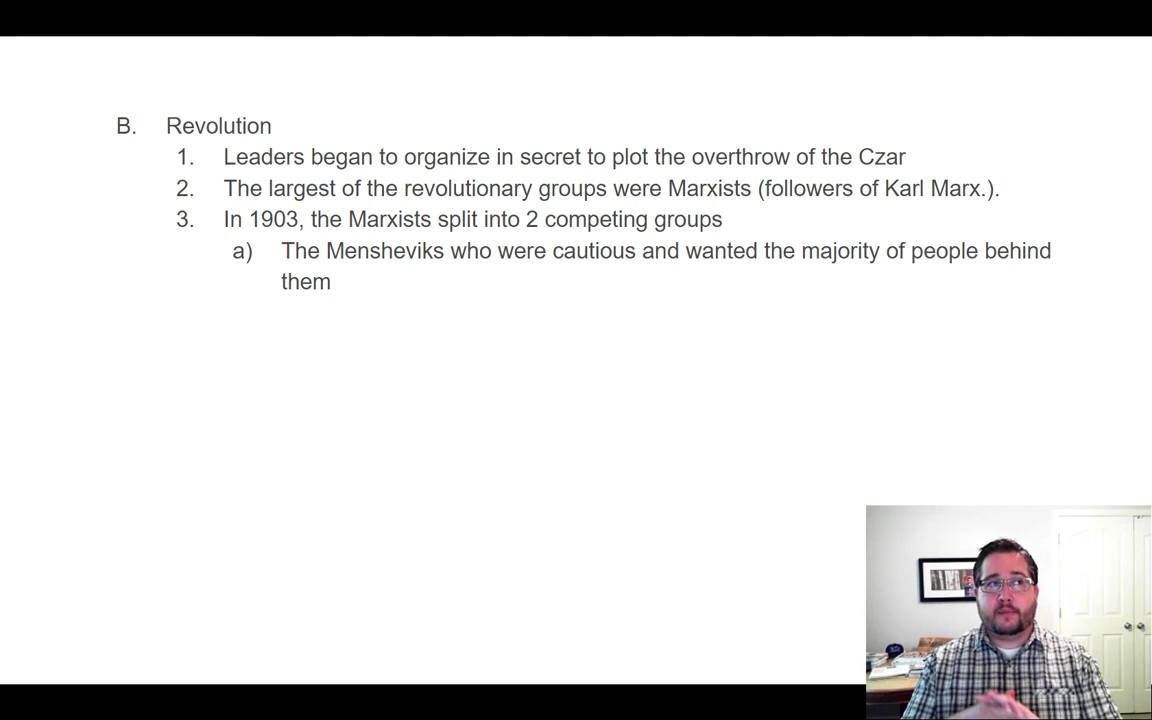 B. Revolution
1. Leaders began to organize in secret to plot the overthrow of the Czar
2. The largest of the revolutionary groups were Marxists (followers of Karl Marx.).
3. In 1903, the Marxists split into 2 competing groups
a) The Mensheviks who were cautious and wanted the majority of people behind
them